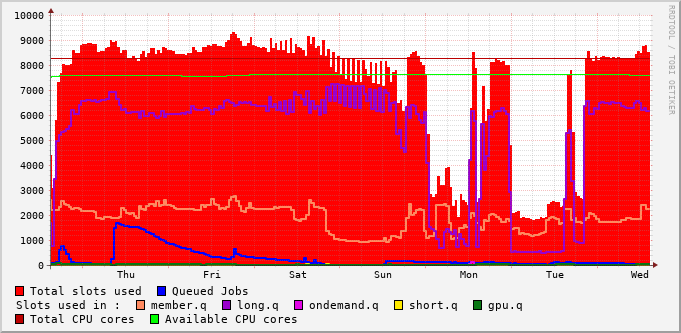 10000
9000
8000
7000
6000
5000
4000
3000
2000
1000
0
Thu Fri Sat Sun Mon Tue Wed
RRDTOOL / TOBI OETIKER
Total slots used Queued Jobs
Slots used in : member.q long.q ondemand.q short.q gpu.q
Total CPU cores Available CPU cores